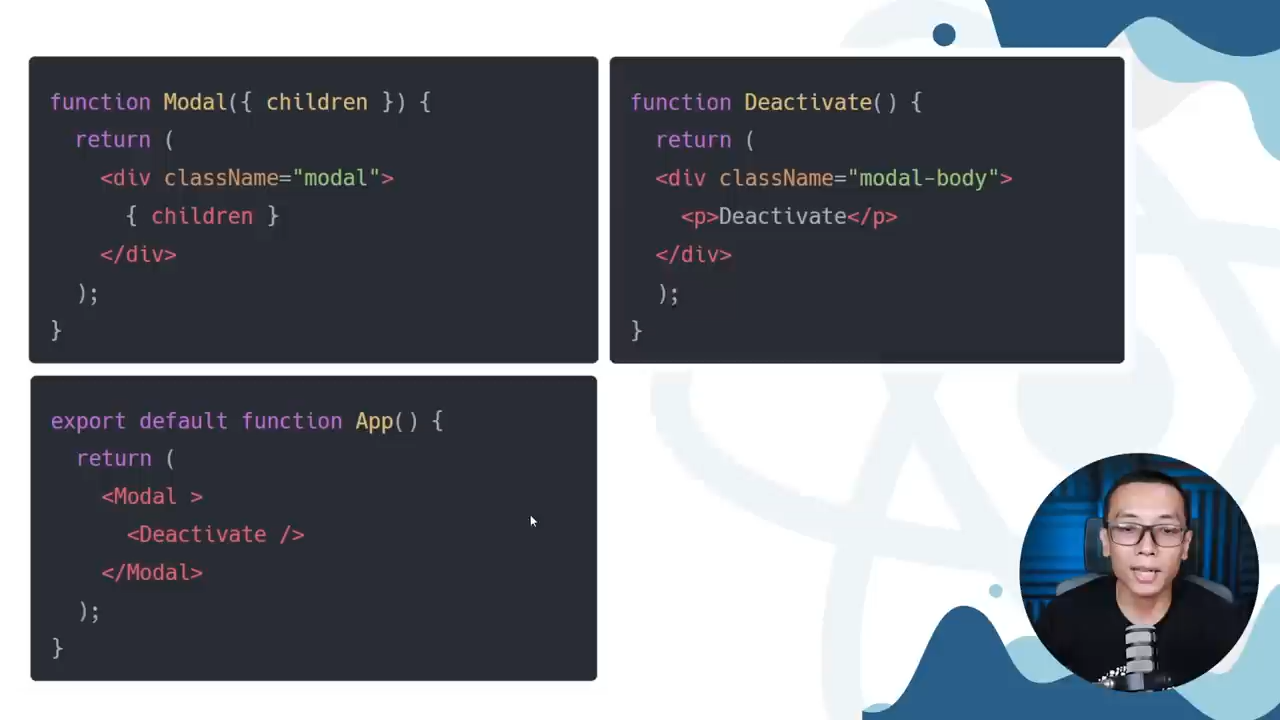 function Modal({ children }) {
return (
<div className="modal">
{ children }
</div>
);
}
function Deactivate() {
return (
<div className="modal-body">
<p>Deactivate</p>
</div>
);
}
export default function App() {
return (
<Modal >
<Deactivate />
</Modal>
);
}